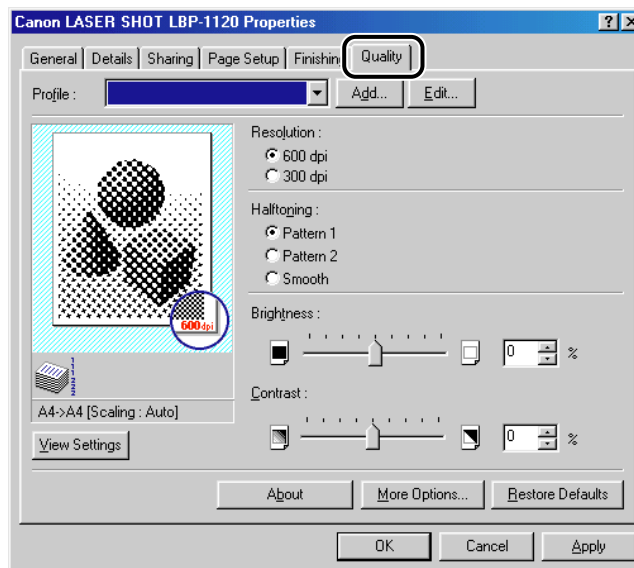 Canon LASER SHOT LBP-1120 Properties
General Details Sharing Page Setup Finishing Quality
Profile : Add... Edit...
Resolution :
600 dpi
300 dpi
Halftoning :
Pattern 1
Pattern 2
Smooth
600dpi
Brightness :
0 %
A4->A4 [Scaling : Auto]
Contrast :
0 %
View Settings
About More Options... Restore Defaults
OK Cancel Apply